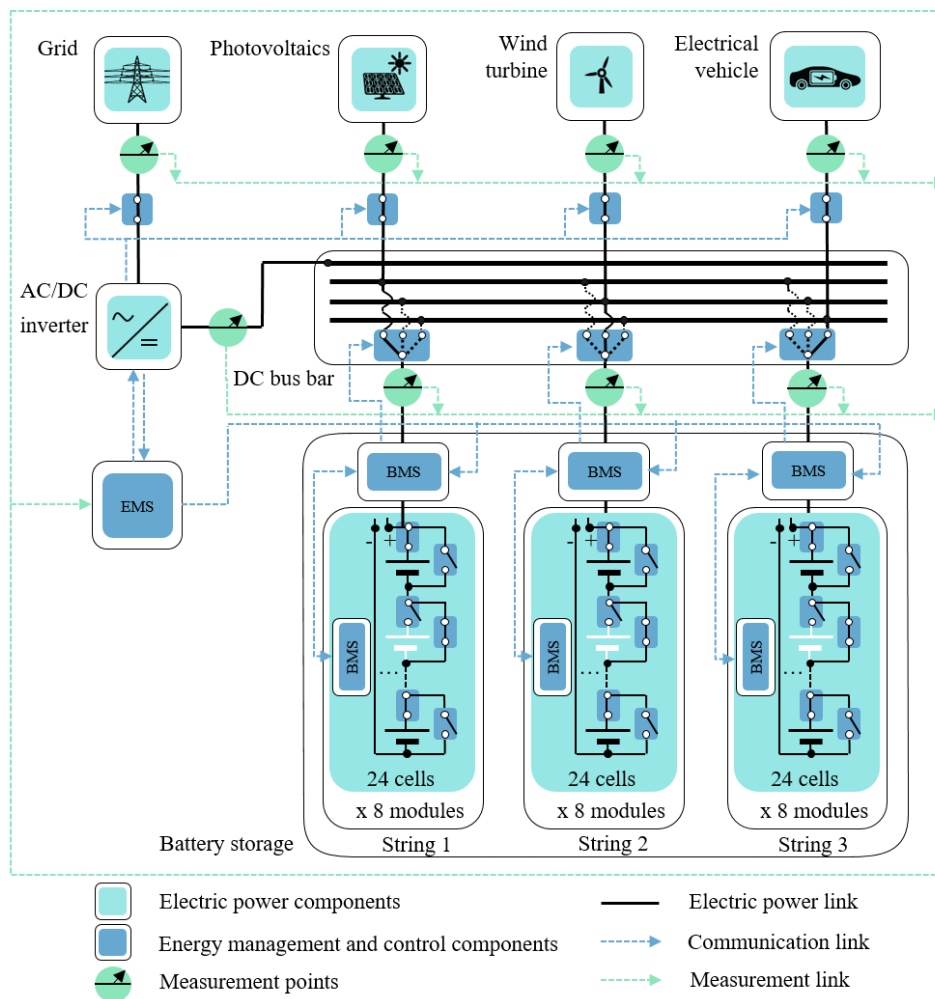 Grid
Photovoltaics
Wind
turbine
Electrical
vehicle
AC/DC
inverter
DC bus bar
EMS
BMS
BMS
BMS
- +
- +
- +
BMS
BMS
BMS
...
...
...
24 cells
24 cells
24 cells
x 8 modules
x 8 modules
x 8 modules
Battery storage
String 1
String 2
String 3
Electric power components
Electric power link
Energy management and control components
Communication link
Measurement points
Measurement link